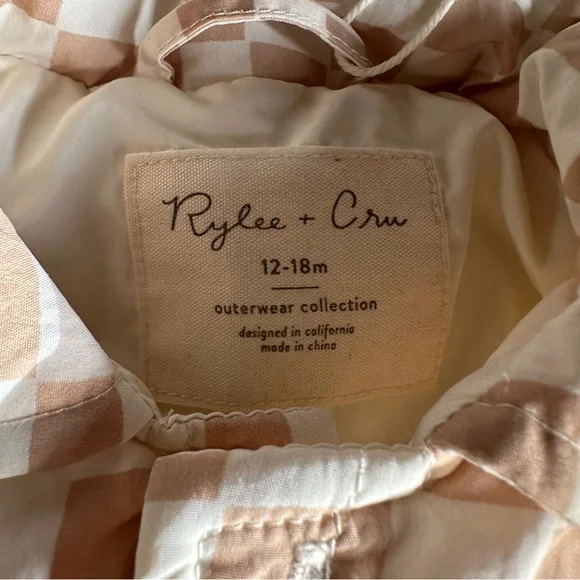 Rylee + Cru
12-18m
outerwear collection
designed in california
made in china